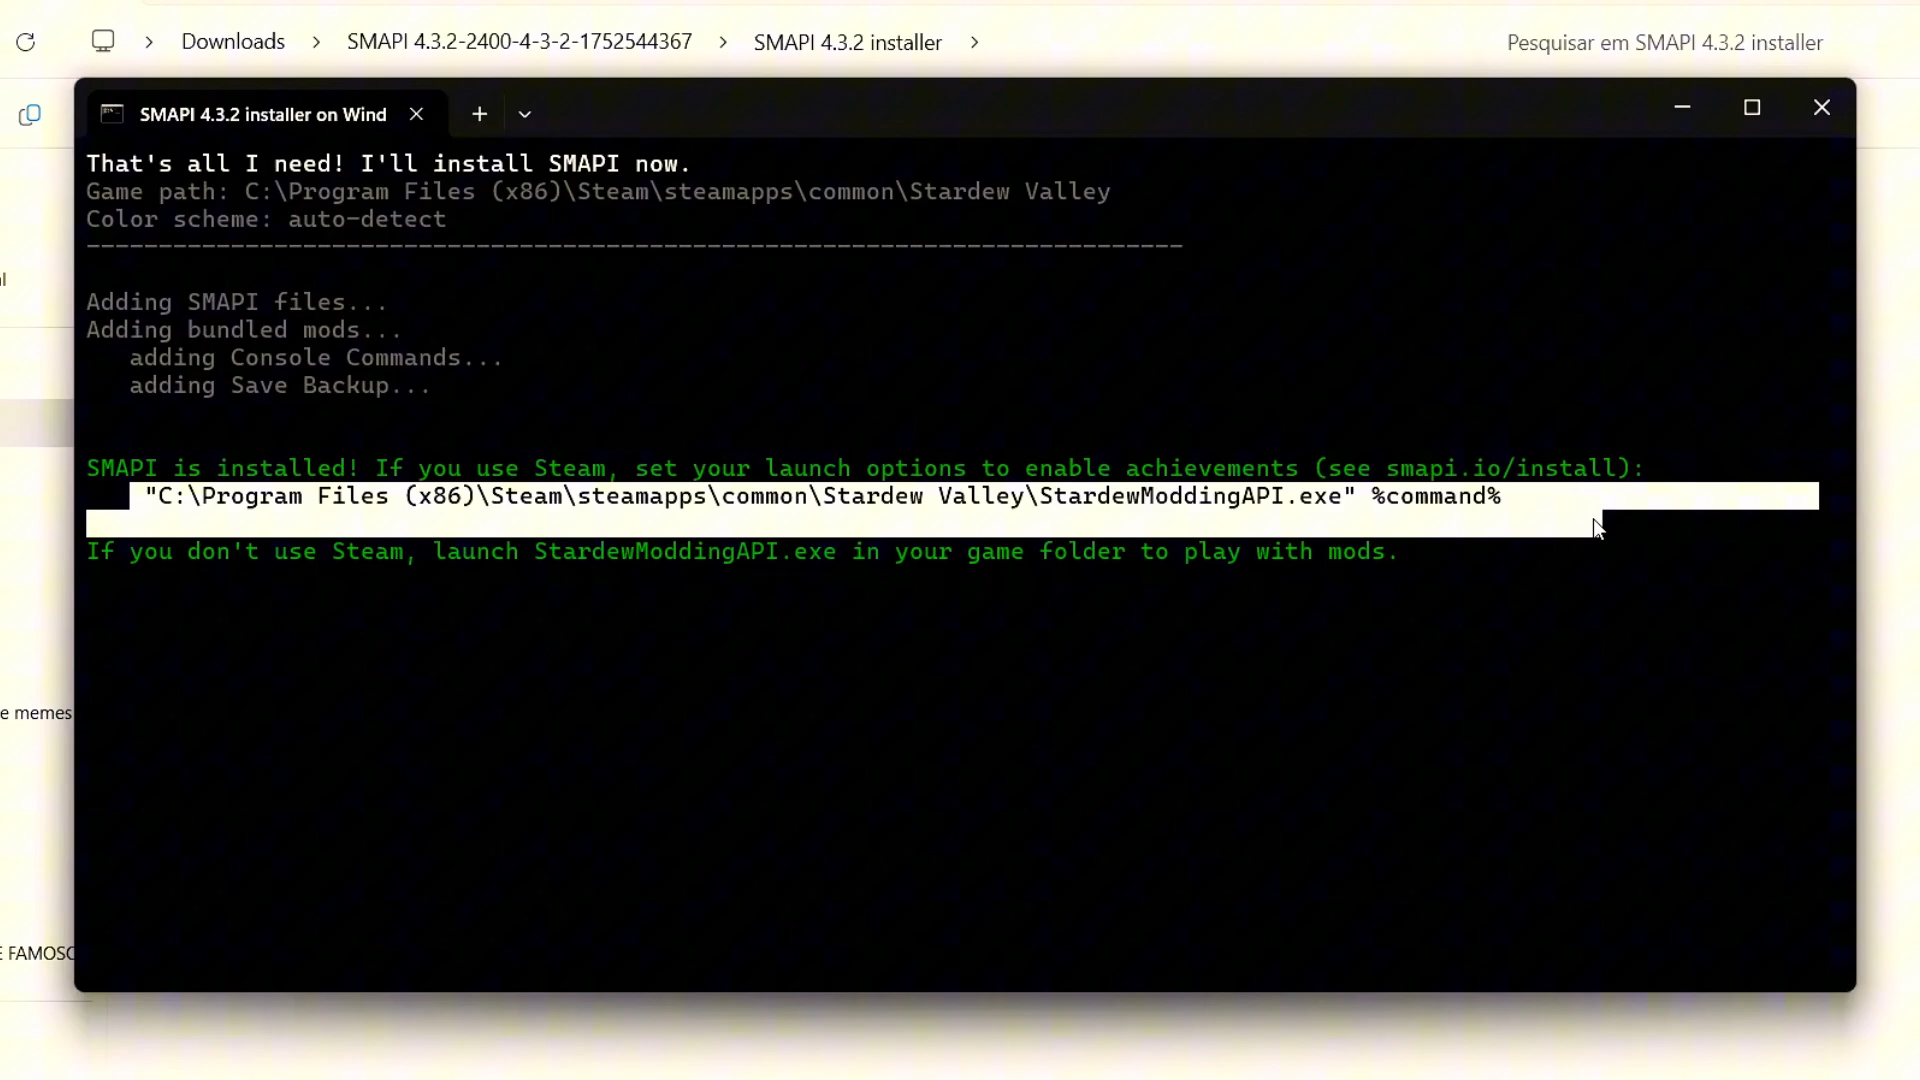 Downloads > SMAPI 4.3.2-2400-4-3-2-1752544367 > SMAPI 4.3.2 installer >
Pesquisar em SMAPI 4.3.2 installer
SMAPI 4.3.2 installer on Wind
That's all I need! I'll install SMAPI now.
Game path: C:\Program Files (x86)\Steam\steamapps\common\Stardew Valley
Color scheme: auto-detect
----------------------------------------------------------------------------
Adding SMAPI files...
Adding bundled mods...
adding Console Commands...
adding Save Backup...
SMAPI is installed! If you use Steam, set your launch options to enable achievements (see smapi.io/install):
"C:\Program Files (x86)\Steam\steamapps\common\Stardew Valley\StardewModdingAPI.exe" %command%
If you don't use Steam, launch StardewModdingAPI.exe in your game folder to play with mods.
e memes
E FAMOSO